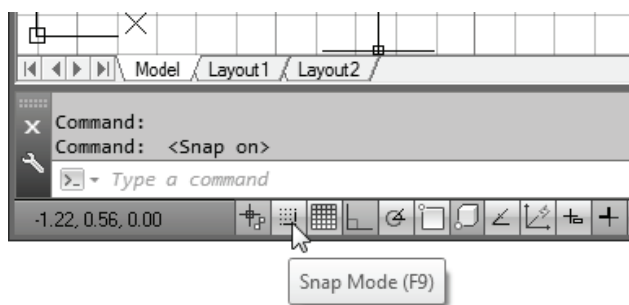 Model / Layout1 / Layout2 /
Command:
Command: <Snap on>
Type a command
-1.22, 0.56, 0.00
Snap Mode (F9)